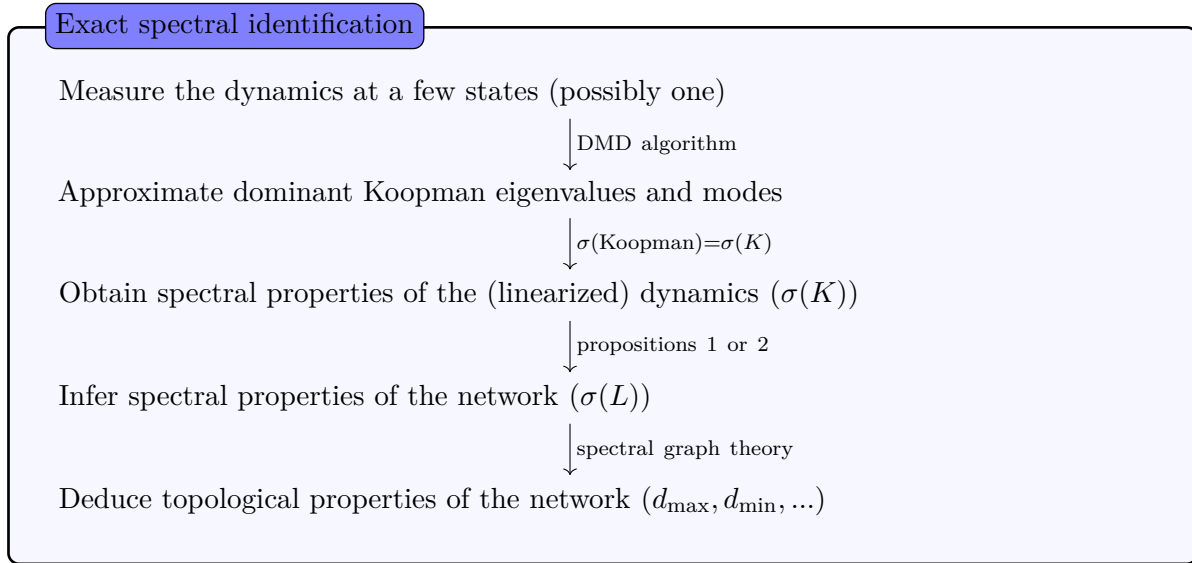 Exact spectral identification
Measure the dynamics at a few states (possibly one)
DMD algorithm
Approximate dominant Koopman eigenvalues and modes
σ(Koopman)=σ(K)
Obtain spectral properties of the (linearized) dynamics (σ(K))
propositions 1 or 2
Infer spectral properties of the network (σ(L))
spectral graph theory
Deduce topological properties of the network (d_max, d_min, ...)